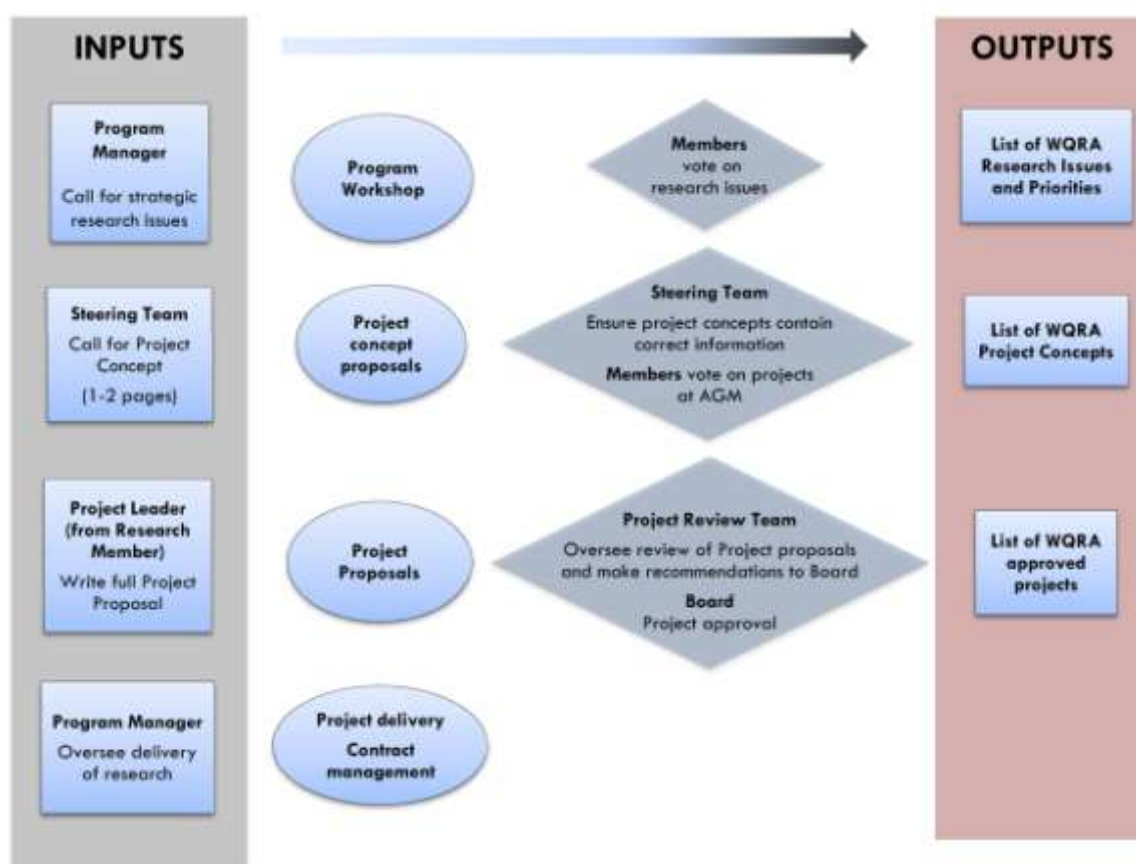 INPUTS
OUTPUTS
Program
Manager
Call for strategic
research issues
Program
Workshop
Members
vote on
research issues
List of WQRA
Research Issues
and Priorities
Steering Team
Call for Project
Concept
(1-2 pages)
Project
concept
proposals
Steering Team
Ensure project concepts contain
correct information
Members vote on projects
at AGM
List of WQRA
Project Concepts
Project Leader
(from Research
Member)
Write full Project
Proposal
Project
Proposals
Project Review Team
Oversee review of Project proposals
and make recommendations to Board
Board
Project approval
List of WQRA
approved
projects
Program Manager
Oversee delivery
of research
Project delivery
Contract
management